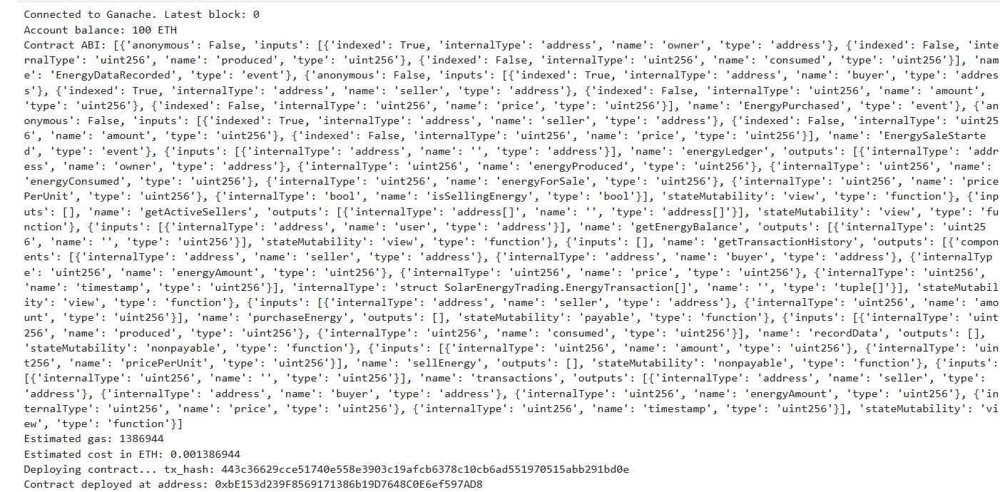 Connected to Ganache. Latest block: 0
Account balance: 100 ETH
Contract ABI: [{'anonymous': False, 'inputs': [{'indexed': True, 'internalType': 'address', 'name': 'owner', 'type': 'address'}, {'indexed': False, 'inte
rnalType': 'uint256', 'name': 'produced', 'type': 'uint256'}, {'indexed': False, 'internalType': 'uint256', 'name': 'consumed', 'type': 'uint256'}], 'nam
e': 'EnergyDataRecorded', 'type': 'event'}, {'anonymous': False, 'inputs': [{'indexed': True, 'internalType': 'address', 'name': 'buyer', 'type': 'addres
s'}, {'indexed': True, 'internalType': 'address', 'name': 'seller', 'type': 'address'}, {'indexed': False, 'internalType': 'uint256', 'name': 'amount',
'type': 'uint256'}, {'indexed': False, 'internalType': 'uint256', 'name': 'price', 'type': 'uint256'}], 'name': 'EnergyPurchased', 'type': 'event'}, {'an
onymous': False, 'inputs': [{'indexed': True, 'internalType': 'address', 'name': 'seller', 'type': 'address'}, {'indexed': False, 'internalType': 'uint25
6', 'name': 'amount', 'type': 'uint256'}, {'indexed': False, 'internalType': 'uint256', 'name': 'price', 'type': 'uint256'}], 'name': 'EnergySaleStarte
d', 'type': 'event'}, {'inputs': [{'internalType': 'address', 'name': '', 'type': 'address'}], 'name': 'energyLedger', 'outputs': [{'internalType': 'addr
ess', 'name': 'owner', 'type': 'address'}, {'internalType': 'uint256', 'name': 'energyProduced', 'type': 'uint256'}, {'internalType': 'uint256', 'name':
'energyConsumed', 'type': 'uint256'}, {'internalType': 'uint256', 'name': 'energyForSale', 'type': 'uint256'}, {'internalType': 'uint256', 'name': 'price
PerUnit', 'type': 'uint256'}, {'internalType': 'bool', 'name': 'isSellingEnergy', 'type': 'bool'}], 'stateMutability': 'view', 'type': 'function'}, {'inp
uts': [], 'name': 'getActiveSellers', 'outputs': [{'internalType': 'address[]', 'name': '', 'type': 'address[]'}], 'stateMutability': 'view', 'type': 'fu
nction'}, {'inputs': [{'internalType': 'address', 'name': 'user', 'type': 'address'}], 'name': 'getEnergyBalance', 'outputs': [{'internalType': 'uint25
6', 'name': '', 'type': 'uint256'}], 'stateMutability': 'view', 'type': 'function'}, {'inputs': [], 'name': 'getTransactionHistory', 'outputs': [{'compon
ents': [{'internalType': 'address', 'name': 'seller', 'type': 'address'}, {'internalType': 'address', 'name': 'buyer', 'type': 'address'}, {'internalTyp
e': 'uint256', 'name': 'energyAmount', 'type': 'uint256'}, {'internalType': 'uint256', 'name': 'price', 'type': 'uint256'}, {'internalType': 'uint256',
'name': 'timestamp', 'type': 'uint256'}], 'internalType': 'struct SolarEnergyTrading.EnergyTransaction[]', 'name': '', 'type': 'tuple[]'}], 'stateMutabil
ity': 'view', 'type': 'function'}, {'inputs': [{'internalType': 'address', 'name': 'seller', 'type': 'address'}, {'internalType': 'uint256', 'name': 'amo
unt', 'type': 'uint256'}], 'name': 'purchaseEnergy', 'outputs': [], 'stateMutability': 'payable', 'type': 'function'}, {'inputs': [{'internalType': 'uint
256', 'name': 'produced', 'type': 'uint256'}, {'internalType': 'uint256', 'name': 'consumed', 'type': 'uint256'}], 'name': 'recordData', 'outputs': [],
'stateMutability': 'nonpayable', 'type': 'function'}, {'inputs': [{'internalType': 'uint256', 'name': 'amount', 'type': 'uint256'}, {'internalType': 'uin
t256', 'name': 'pricePerUnit', 'type': 'uint256'}], 'name': 'sellEnergy', 'outputs': [], 'stateMutability': 'nonpayable', 'type': 'function'}, {'inputs':
[{'internalType': 'uint256', 'name': '', 'type': 'uint256'}], 'name': 'transactions', 'outputs': [{'internalType': 'address', 'name': 'seller', 'type':
'address'}, {'internalType': 'address', 'name': 'buyer', 'type': 'address'}, {'internalType': 'uint256', 'name': 'energyAmount', 'type': 'uint256'}, {'in
ternalType': 'uint256', 'name': 'price', 'type': 'uint256'}, {'internalType': 'uint256', 'name': 'timestamp', 'type': 'uint256'}], 'stateMutability': 'vi
ew', 'type': 'function'}]
Estimated gas: 1386944
Estimated cost in ETH: 0.001386944
Deploying contract... tx_hash: 443c36629cce51740e558e3903c19afcb6378c10cb6ad551970515abb291bd0e
Contract deployed at address: 0xbE153d239F8569171386b19D7648C0E6ef597AD8